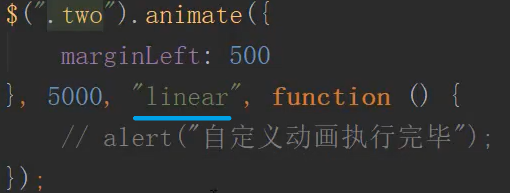 $(".two").animate({
marginLeft: 500
}, 5000, "linear", function () {
// alert("自定义动画执行完毕");
});